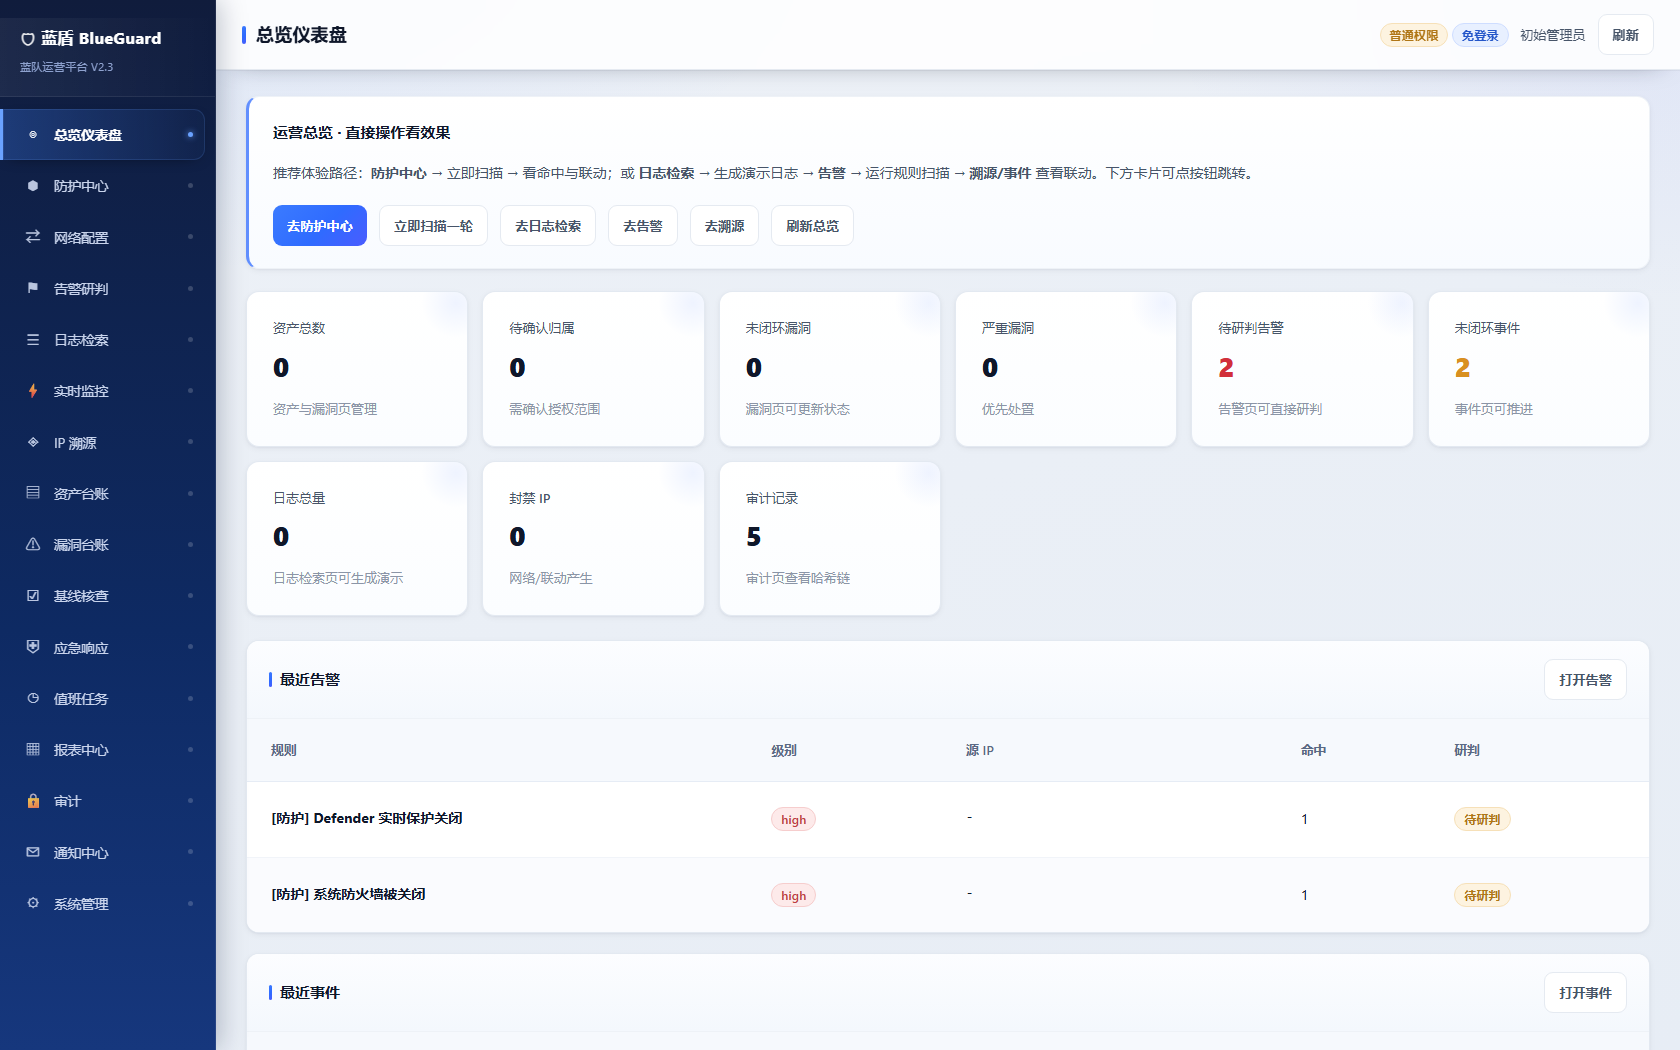 蓝盾 BlueGuard
蓝队运营平台 V2.3
总览仪表盘
防护中心
网络配置
告警研判
日志检索
实时监控
IP 溯源
资产台账
漏洞台账
基线核查
应急响应
值班任务
报表中心
审计
通知中心
系统管理
总览仪表盘
普通权限 免登录 初始管理员 刷新
运营总览 · 直接操作看效果
推荐体验路径：防护中心 → 立即扫描 → 看命中与联动；或 日志检索 → 生成演示日志 → 告警 → 运行规则扫描 → 溯源/事件 查看联动。下方卡片可点按钮跳转。
去防护中心 立即扫描一轮 去日志检索 去告警 去溯源 刷新总览
资产总数
0
资产与漏洞页管理
待确认归属
0
需确认授权范围
未闭环漏洞
0
漏洞页可更新状态
严重漏洞
0
优先处置
待研判告警
2
告警页可直接研判
未闭环事件
2
事件页可推进
日志总量
0
日志检索页可生成演示
封禁 IP
0
网络/联动产生
审计记录
5
审计页查看哈希链
最近告警 打开告警
规则 级别 源 IP 命中 研判
[防护] Defender 实时保护关闭 high - 1 待研判
[防护] 系统防火墙被关闭 high - 1 待研判
最近事件 打开事件